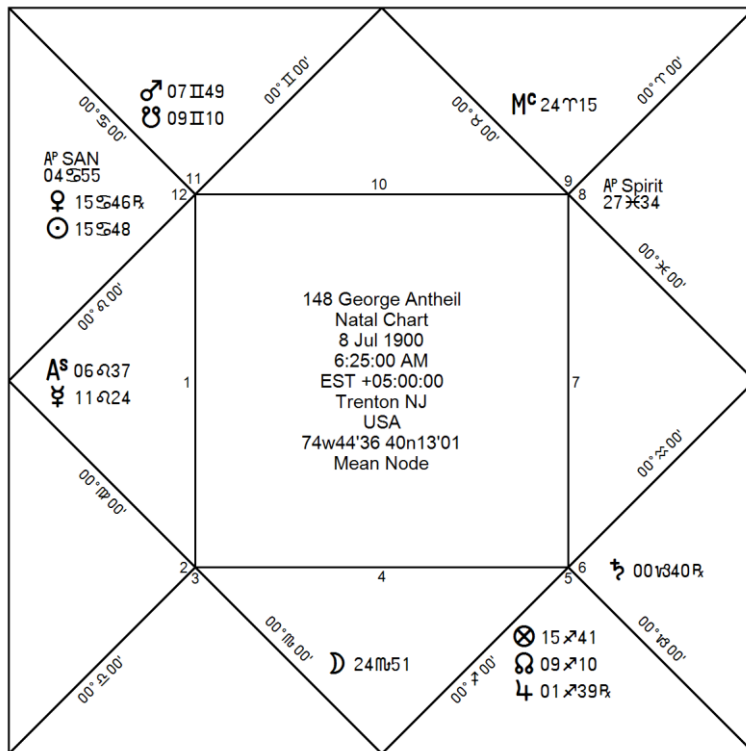 ♂ 07♊49
☋ 09♊10
00°♊00'
Mc 24♈15
00°♈00'
00°♋00'
00°♉00'
AP SAN
04♋55
♀ 15♋46℞
☉ 15♋48
11
12
10
9
8
AP Spirit
27♓34
00°♓00'
00°♌00'
148 George Antheil
Natal Chart
8 Jul 1900
6:25:00 AM
EST +05:00:00
Trenton NJ
USA
74w44'36 40n13'01
Mean Node
As 06♌37
☿ 11♌24
1
7
00°♒00'
00°♍00'
2
3
4
5
6
♄ 00♑40℞
00°♎00'
00°♏00'
☽ 24♏51
00°♐00'
⊗ 15♐41
☊ 09♐10
♃ 01♐39℞
00°♑00'